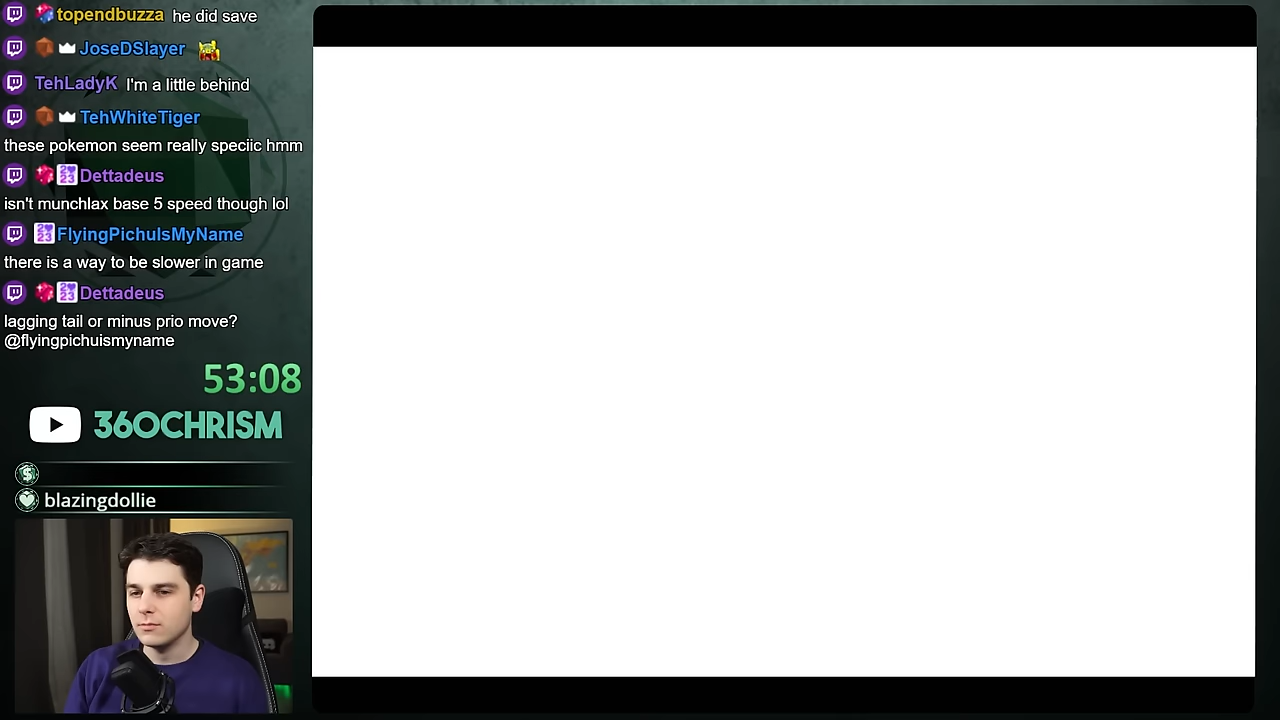 topendbuzza he did save
JoseDSlayer
TehLadyK I'm a little behind
TehWhiteTiger
these pokemon seem really speciic hmm
Dettadeus
isn't munchlax base 5 speed though lol
FlyingPichuIsMyName
there is a way to be slower in game
Dettadeus
lagging tail or minus prio move?
@flyingpichuismyname
53:08
360CHRISM
blazingdollie